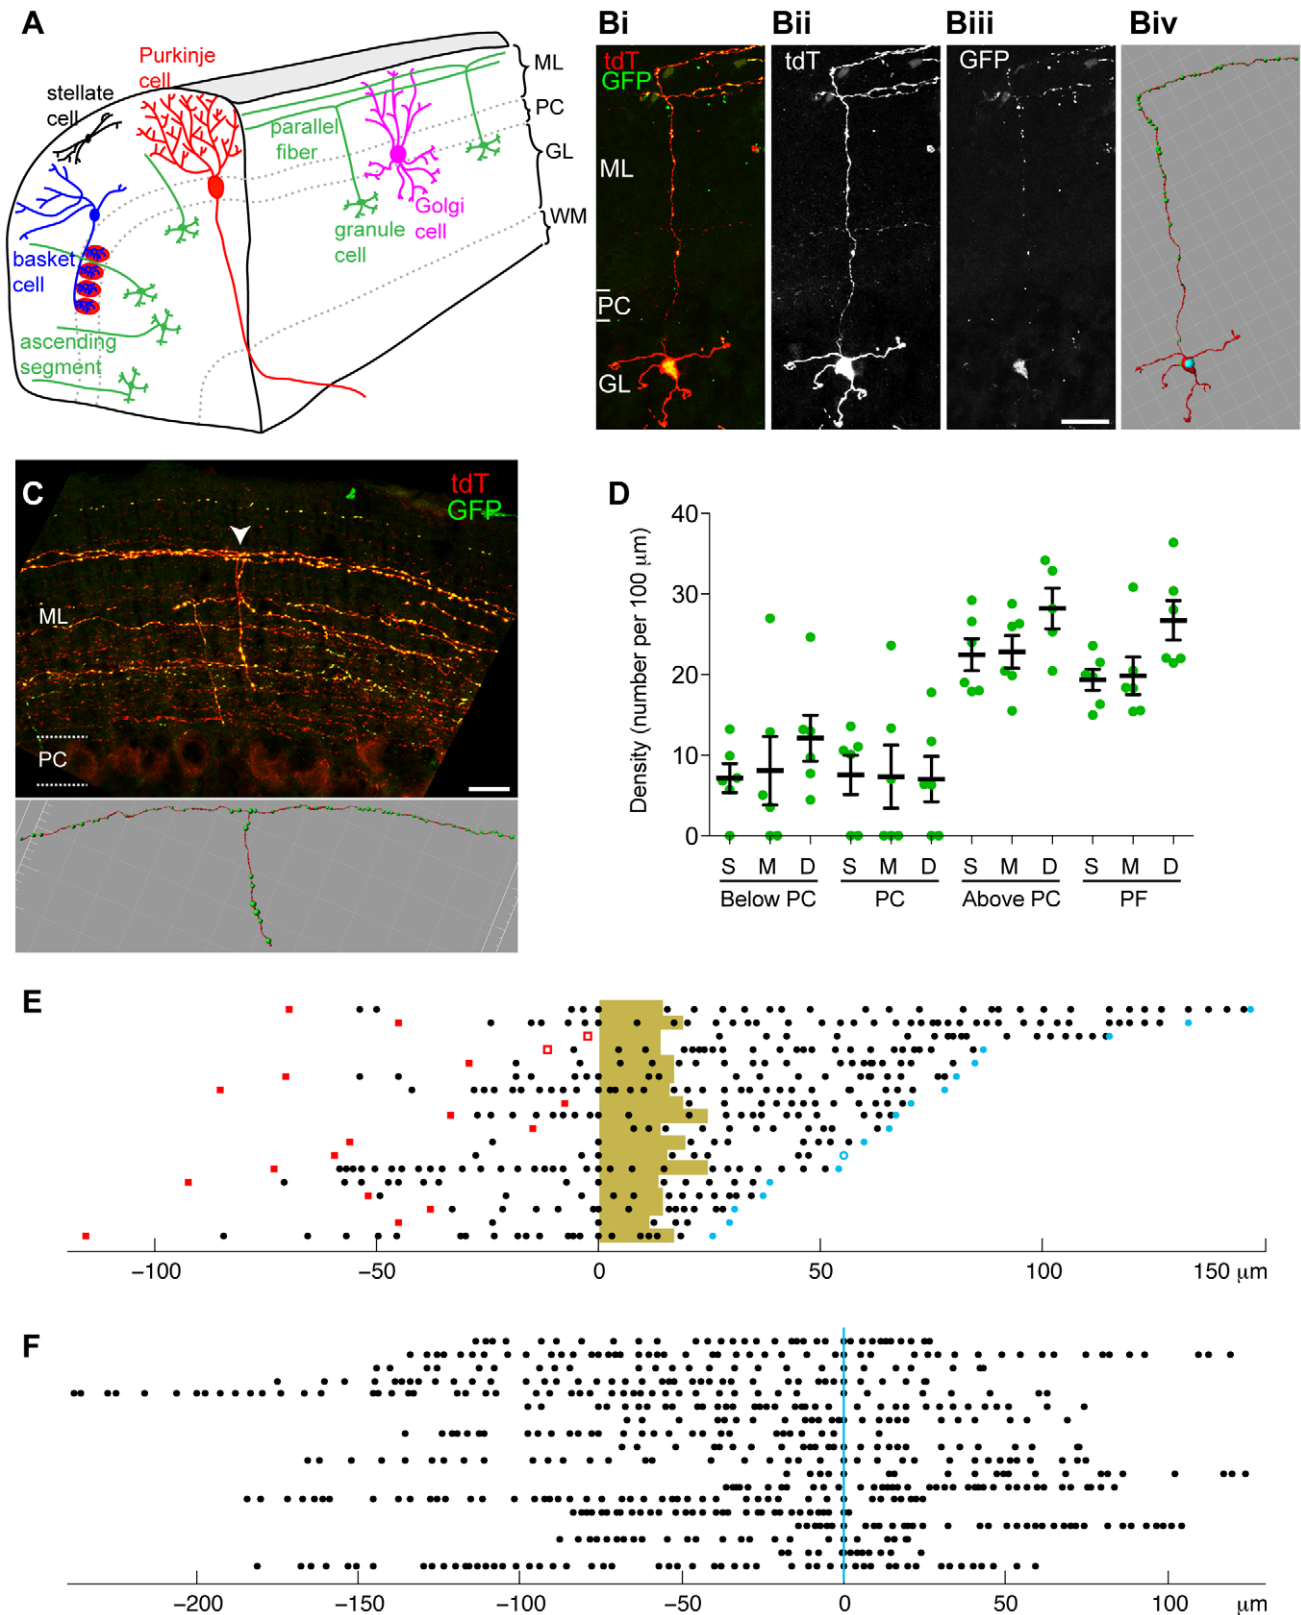 A
Purkinje
cell
stellate
cell
parallel
fiber
Golgi
cell
granule
cell
basket
cell
ascending
segment
ML
PC
GL
WM
Bi
Bii
Biii
Biv
tdT
GFP
tdT
GFP
ML
PC
GL
C
tdT
GFP
ML
PC
D
Density (number per 100 µm)
40
30
20
10
0
S M D S M D S M D S M D
Below PC PC Above PC PF
E
−100 −50 0 50 100 150 µm
F
−200 −150 −100 −50 0 50 100 µm